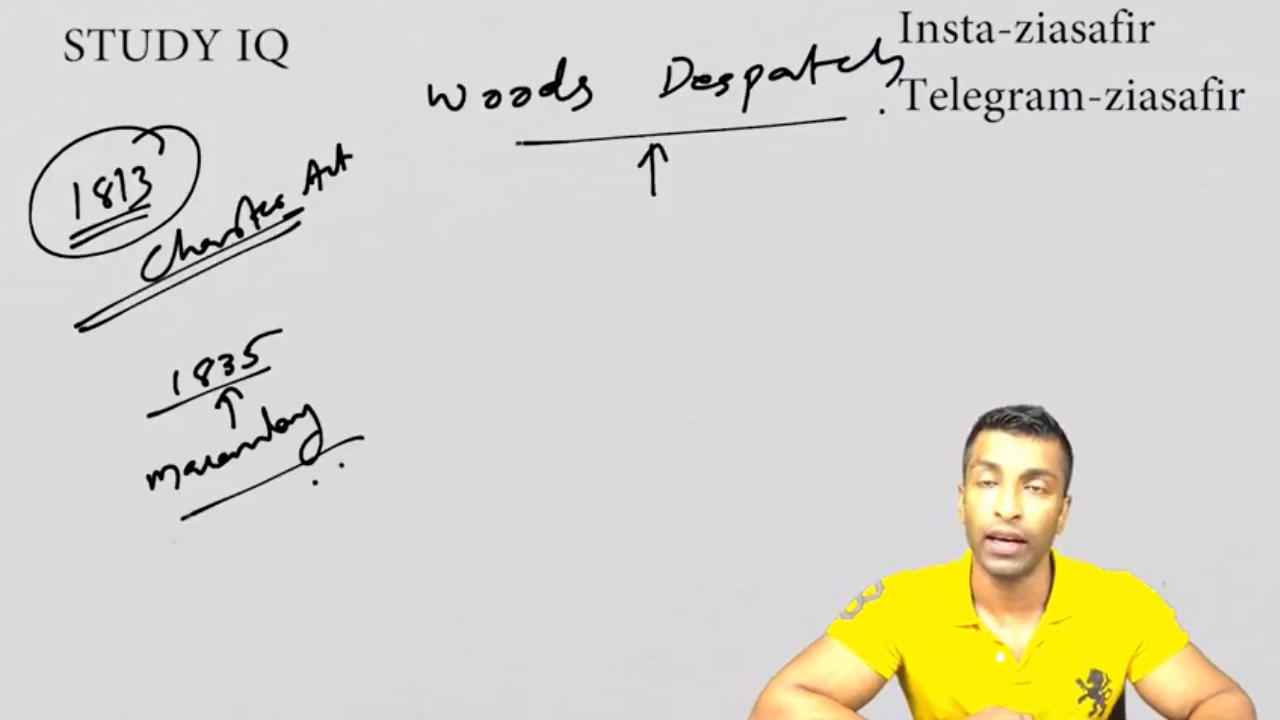 STUDY IQ
Insta-ziasafir
Telegram-ziasafir
Woods Despatch
1813
Charter Act
1835